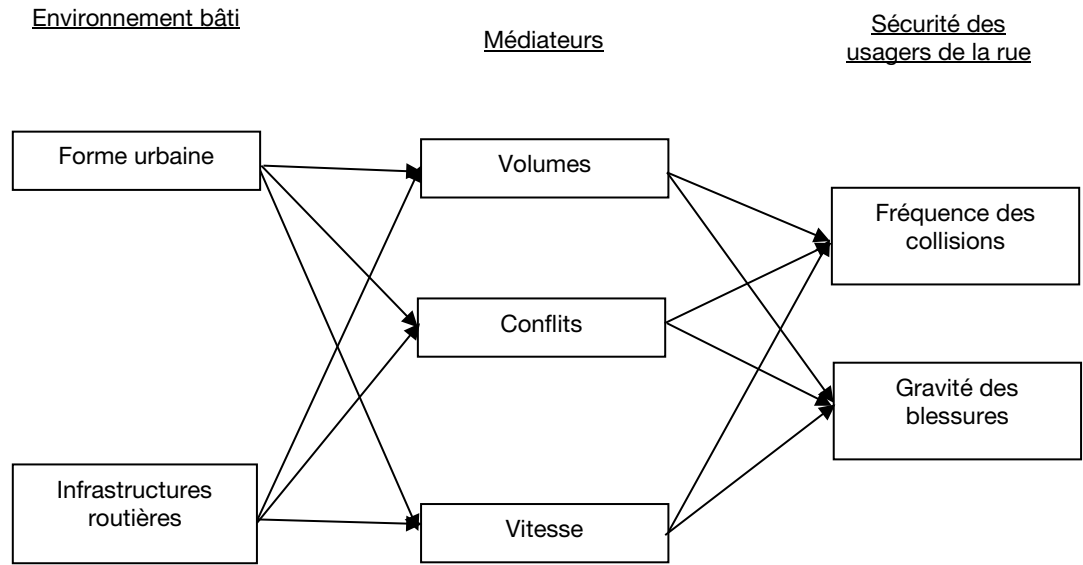 Environnement bâti
Médiateurs
Sécurité des
usagers de la rue
Forme urbaine
Volumes
Fréquence des
collisions
Conflits
Gravité des
blessures
Infrastructures
routières
Vitesse